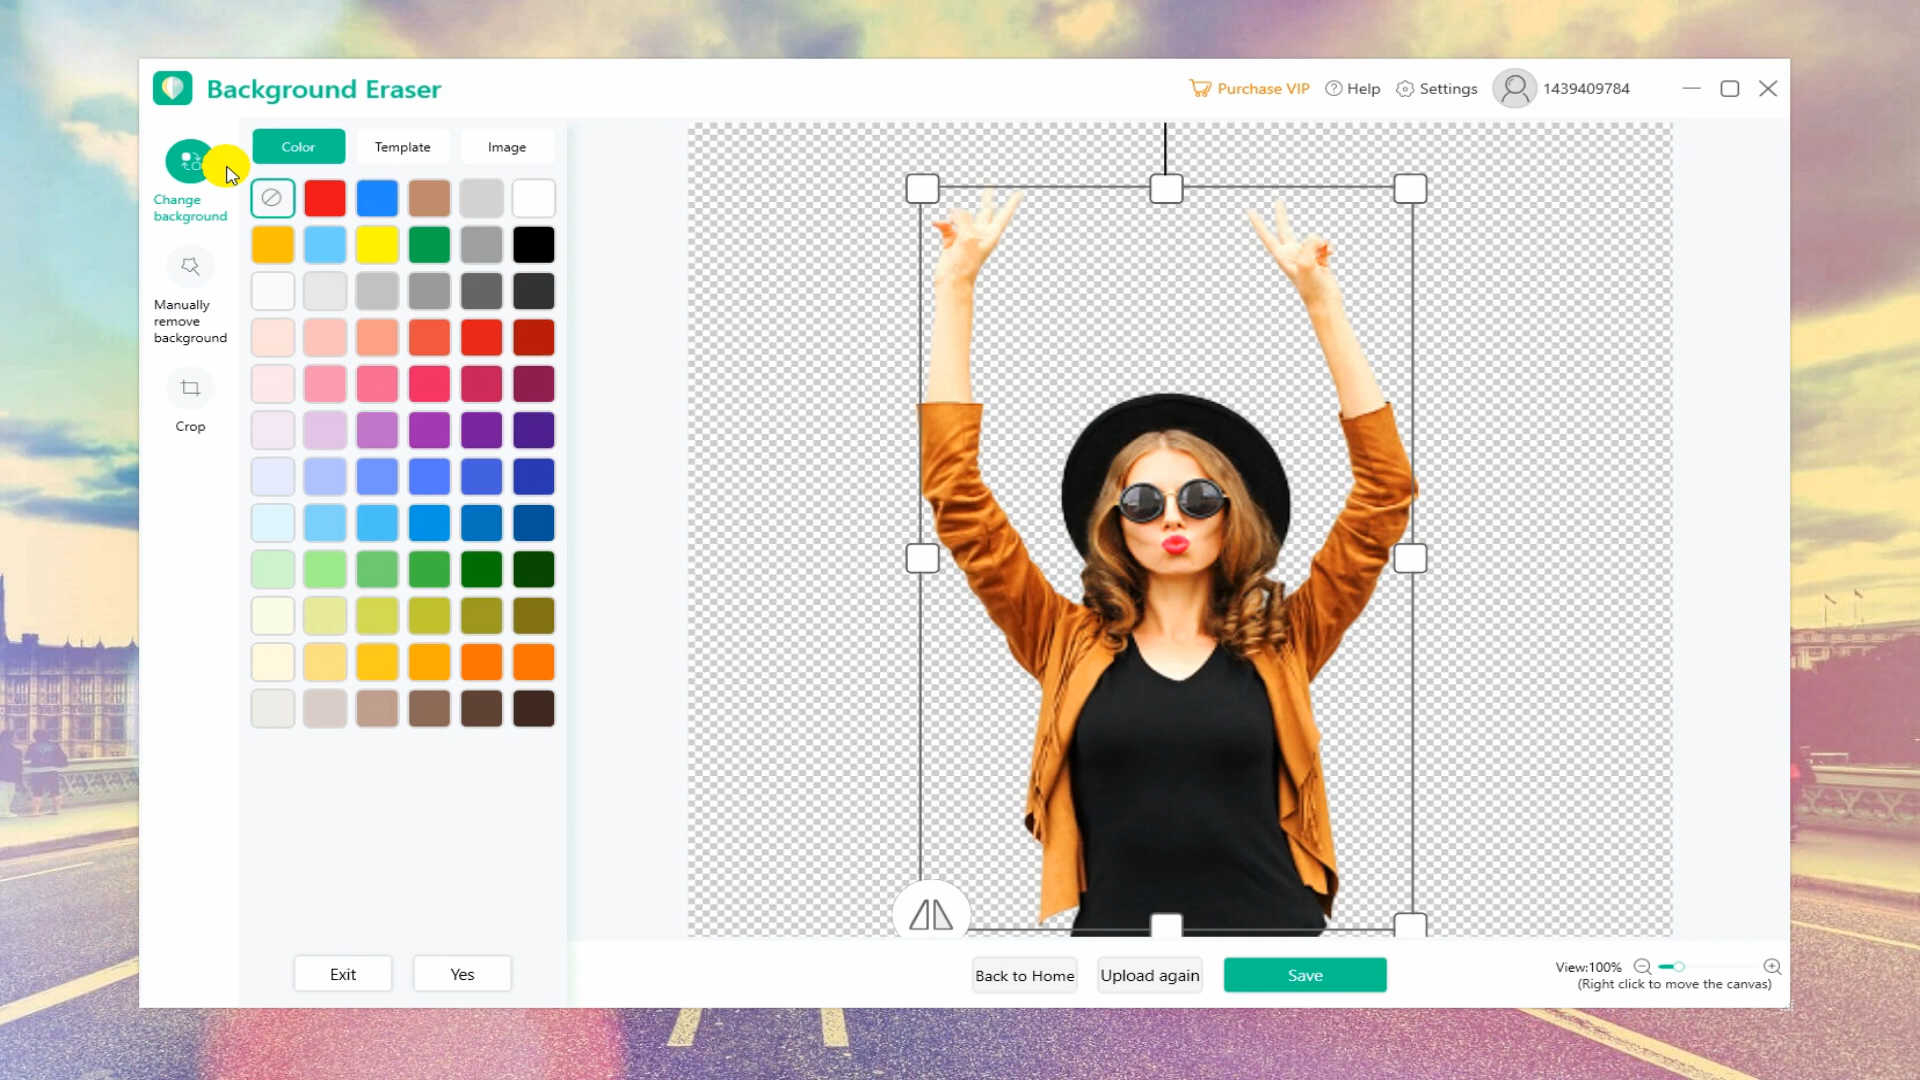 Background Eraser
Purchase VIP
Help
Settings
1439409784
Color
Template
Image
Change
background
Manually
remove
background
Crop
Exit
Yes
Back to Home
Upload again
Save
View:100%
(Right click to move the canvas)